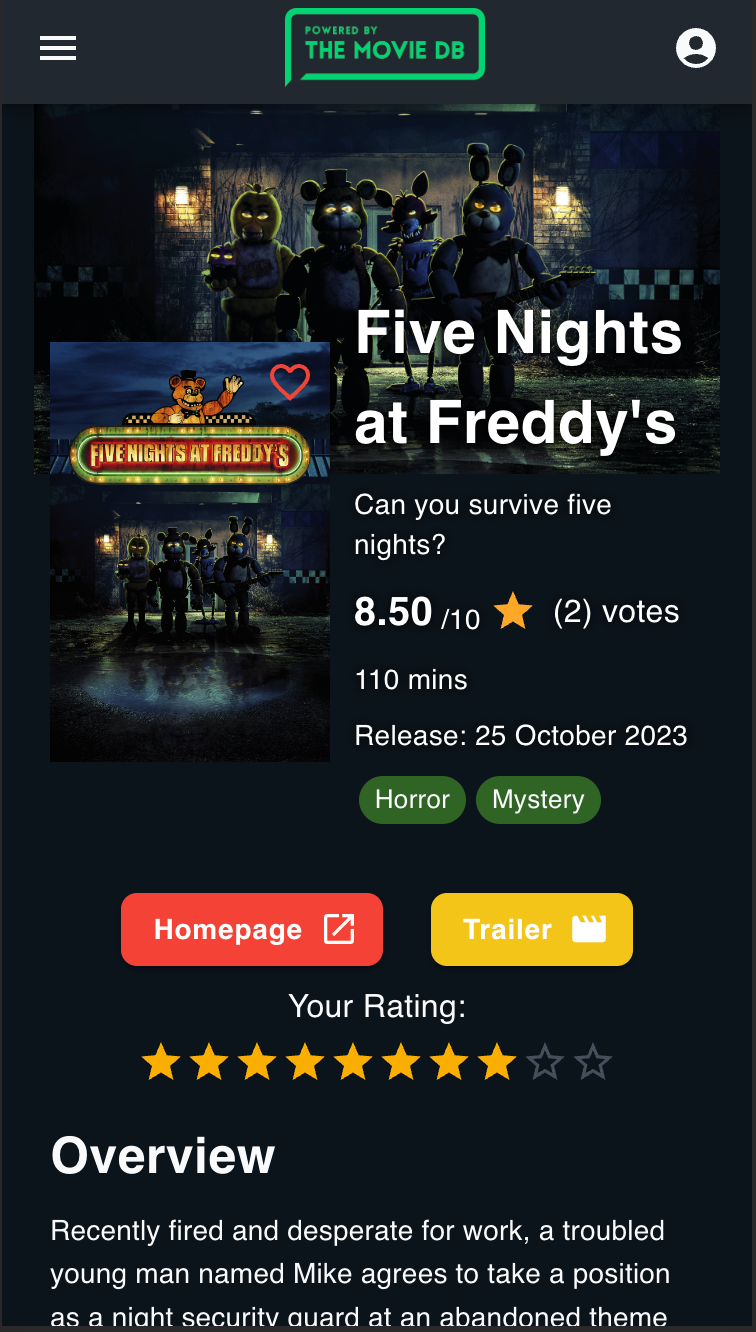 POWERED BY
THE MOVIE DB
Five Nights
at Freddy's
FIVE NIGHTS AT FREDDY'S
Can you survive five
nights?
8.50 /10 (2) votes
110 mins
Release: 25 October 2023
Horror Mystery
Homepage Trailer
Your Rating:
Overview
Recently fired and desperate for work, a troubled
young man named Mike agrees to take a position
as a night security guard at an abandoned theme